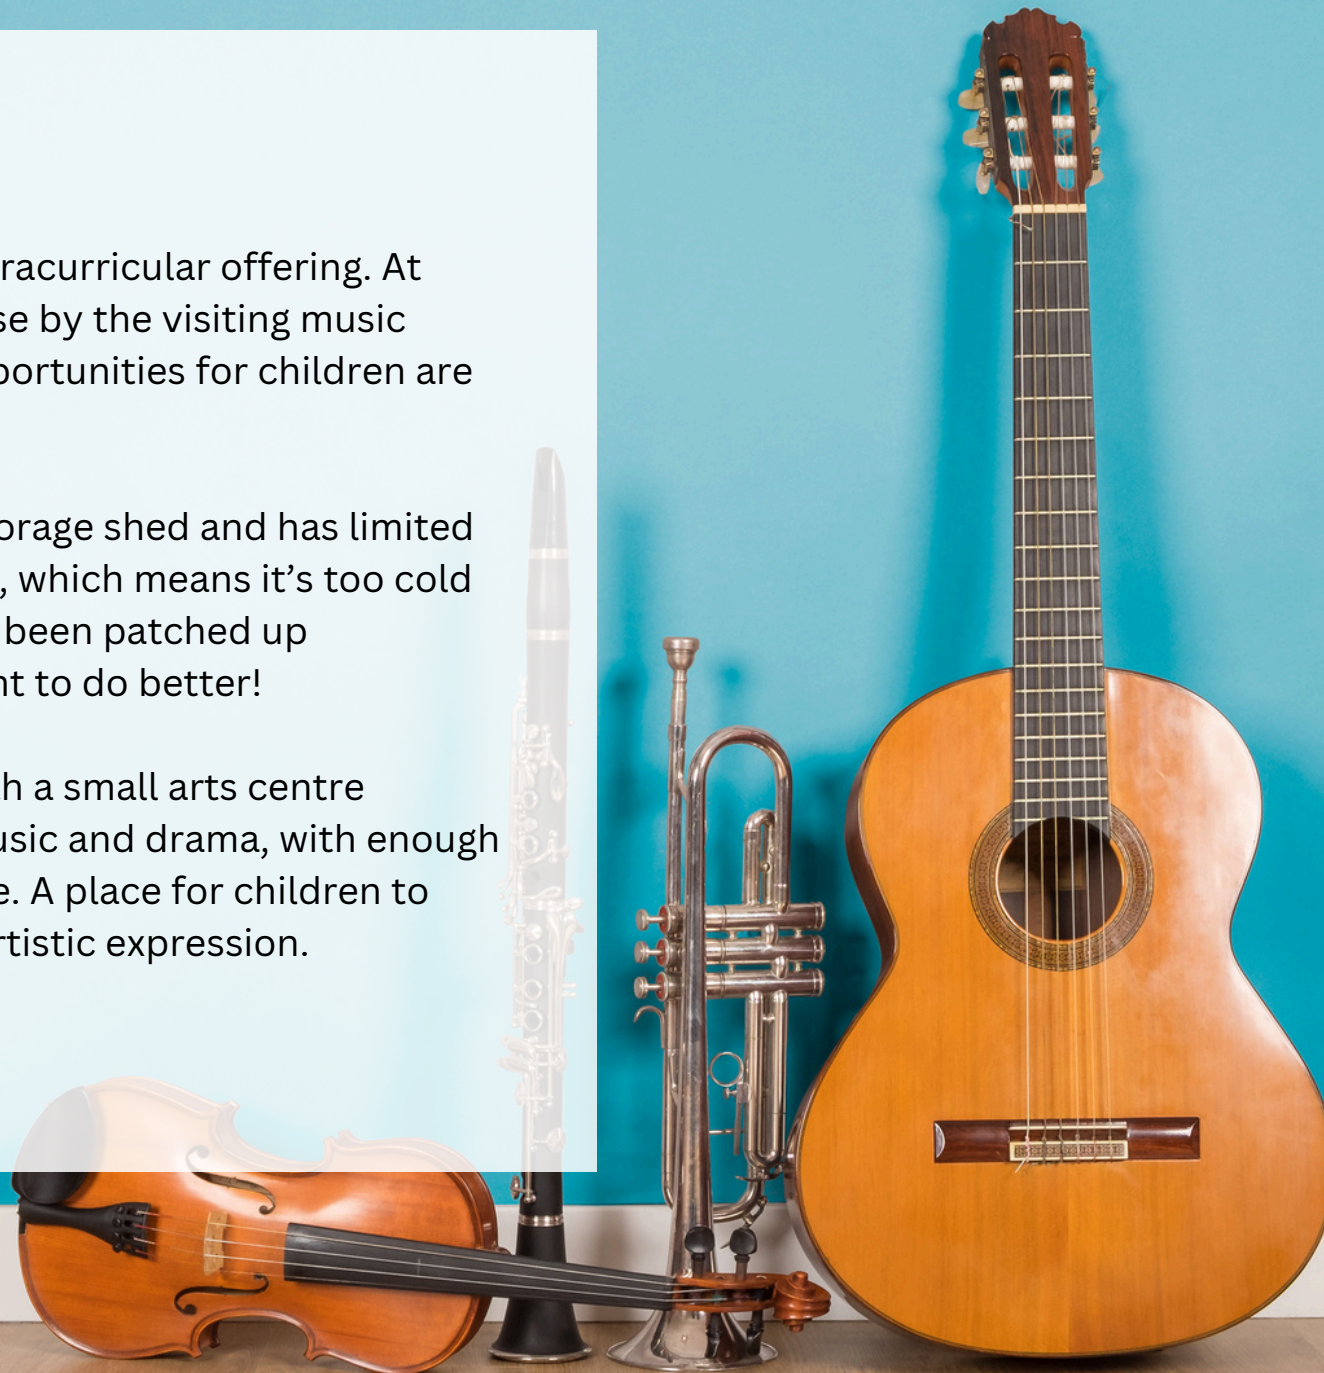 racurricular offering. At
se by the visiting music
portunities for children are
orage shed and has limited
, which means it's too cold
been patched up
nt to do better!
h a small arts centre
usic and drama, with enough
e. A place for children to
rtistic expression.